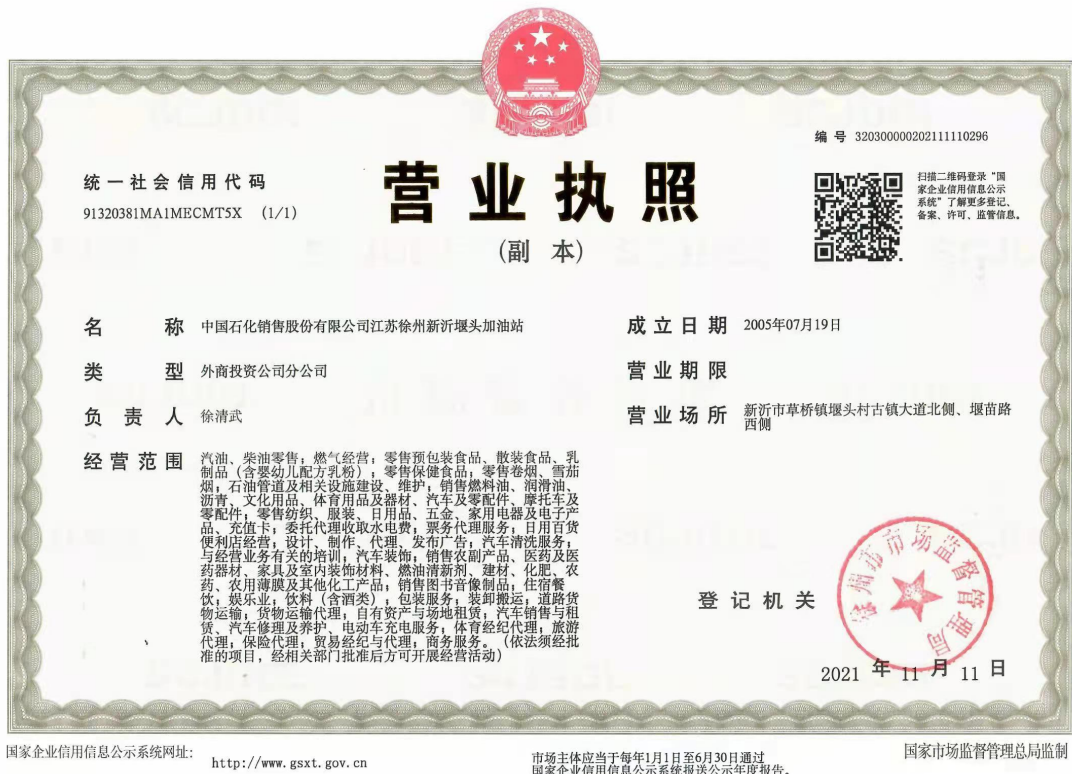 编号 320300000202111110296
统一社会信用代码
91320381MA1MECMT5X （1/1）
营业执照
（副 本）
扫描二维码登录“国
家企业信用信息公示
系统”了解更多登记、
备案、许可、监管信息。
名称 中国石化销售股份有限公司江苏徐州新沂堰头加油站
类型 外商投资公司分公司
负责人 徐清武
经营范围 汽油、柴油零售；燃气经营；零售预包装食品、散装食品、乳
制品（含婴幼儿配方乳粉）；零售保健食品；零售卷烟、雪茄
烟；石油管道及相关设施建设、维护；销售燃料油、润滑油、
沥青、文化用品、体育用品及器材、汽车及零配件、摩托车及
零配件；零售纺织、服装、日用品、五金、家用电器及电子产
品、充值卡；委托代理收取水电费，票务代理服务；日用百货
便利店经营；设计、制作、代理、发布广告；汽车清洗服务；
与经营业务有关的培训，汽车装饰，销售农副产品、医药及医
药器材、家具及室内装饰材料、燃油清新剂、建材、化肥、农
药、农用薄膜及其他化工产品；销售图书音像制品；住宿餐
饮；娱乐业；饮料（含酒类）；包装服务；装卸搬运；道路货
物运输；货物运输代理；自有资产与场地租赁；汽车销售与租
赁、汽车修理及养护、电动车充电服务；体育经纪代理；旅游
代理；保险代理；贸易经纪与代理；商务服务。（依法须经批
准的项目，经相关部门批准后方可开展经营活动）
成立日期 2005年07月19日
营业期限
营业场所 新沂市草桥镇堰头村古镇大道北侧、堰苗路
西侧
登记机关
徐州市市场监督管理局
2021 年 11 月 11 日
国家企业信用信息公示系统网址：
http://www.gsxt.gov.cn
市场主体应当于每年1月1日至6月30日通过
国家企业信用信息公示系统报送公示年度报告。
国家市场监督管理总局监制